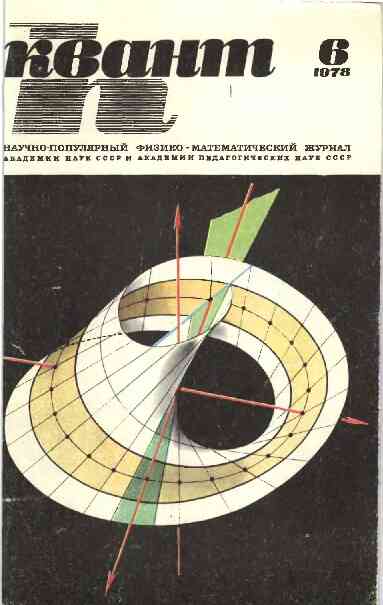 квант
6
1978
НАУЧНО-ПОПУЛЯРНЫЙ ФИЗИКО-МАТЕМАТИЧЕСКИЙ ЖУРНАЛ
АКАДЕМИИ НАУК СССР И АКАДЕМИИ ПЕДАГОГИЧЕСКИХ НАУК СССР